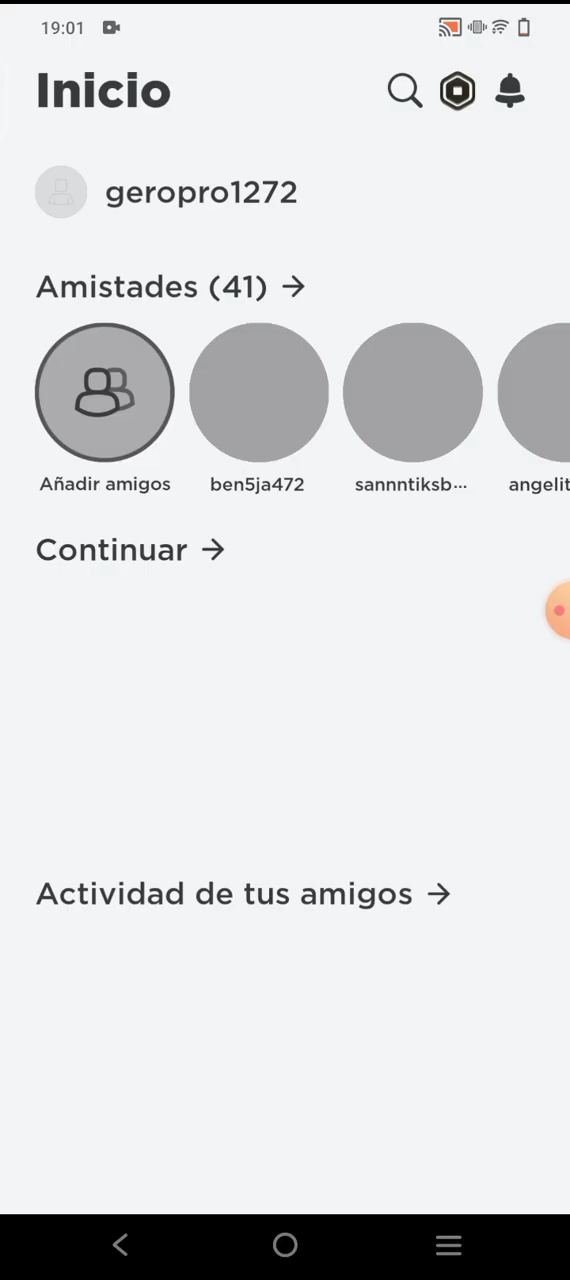 19:01
Inicio
geropro1272
Amistades (41) →
Añadir amigos ben5ja472 sannntiksb... angelit
Continuar →
Actividad de tus amigos →